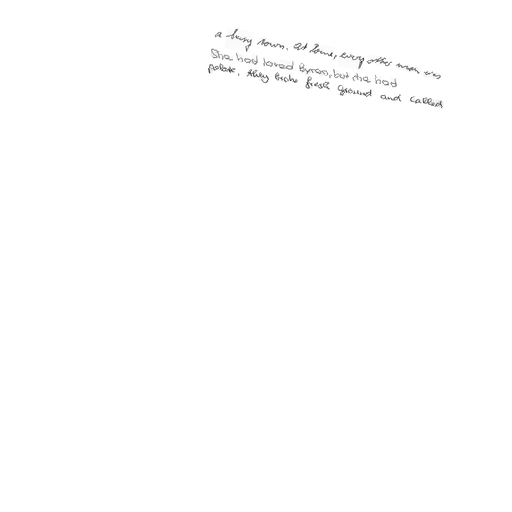 a busy town. At home, every other man was
She had loved Byron, but she had
palate, they broke fresh ground and called